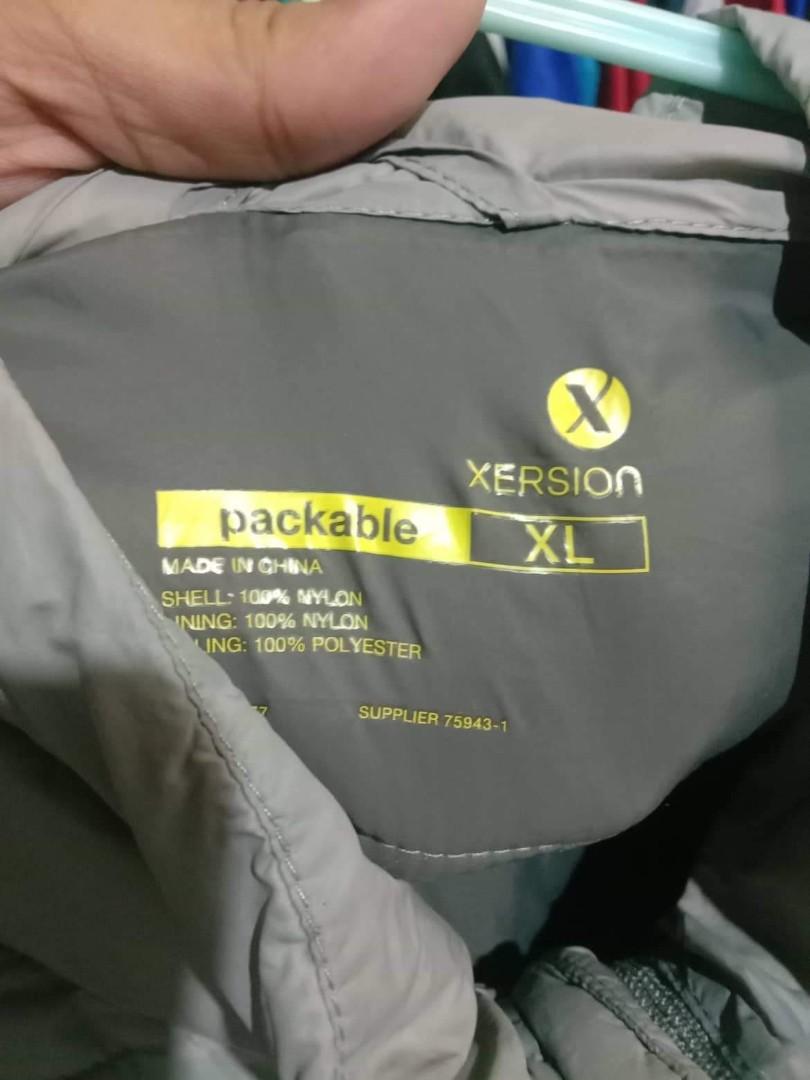 X
XERSION
packable XL
MADE IN CHINA
SHELL: 100% NYLON
LINING: 100% NYLON
100% POLYESTER
SUPPLIER 75943-1